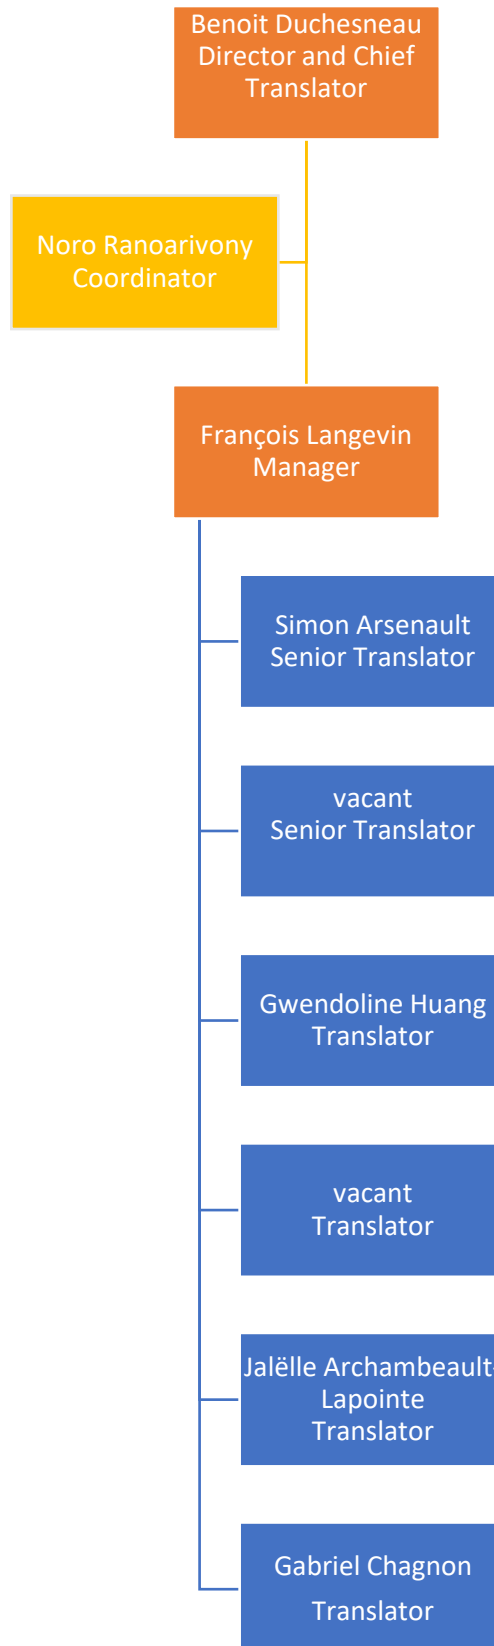 Benoit Duchesneau
Director and Chief
Translator
Noro Ranoarivony
Coordinator
François Langevin
Manager
Simon Arsenault
Senior Translator
vacant
Senior Translator
Gwendoline Huang
Translator
vacant
Translator
Jalëlle Archambeault-
Lapointe
Translator
Gabriel Chagnon
Translator